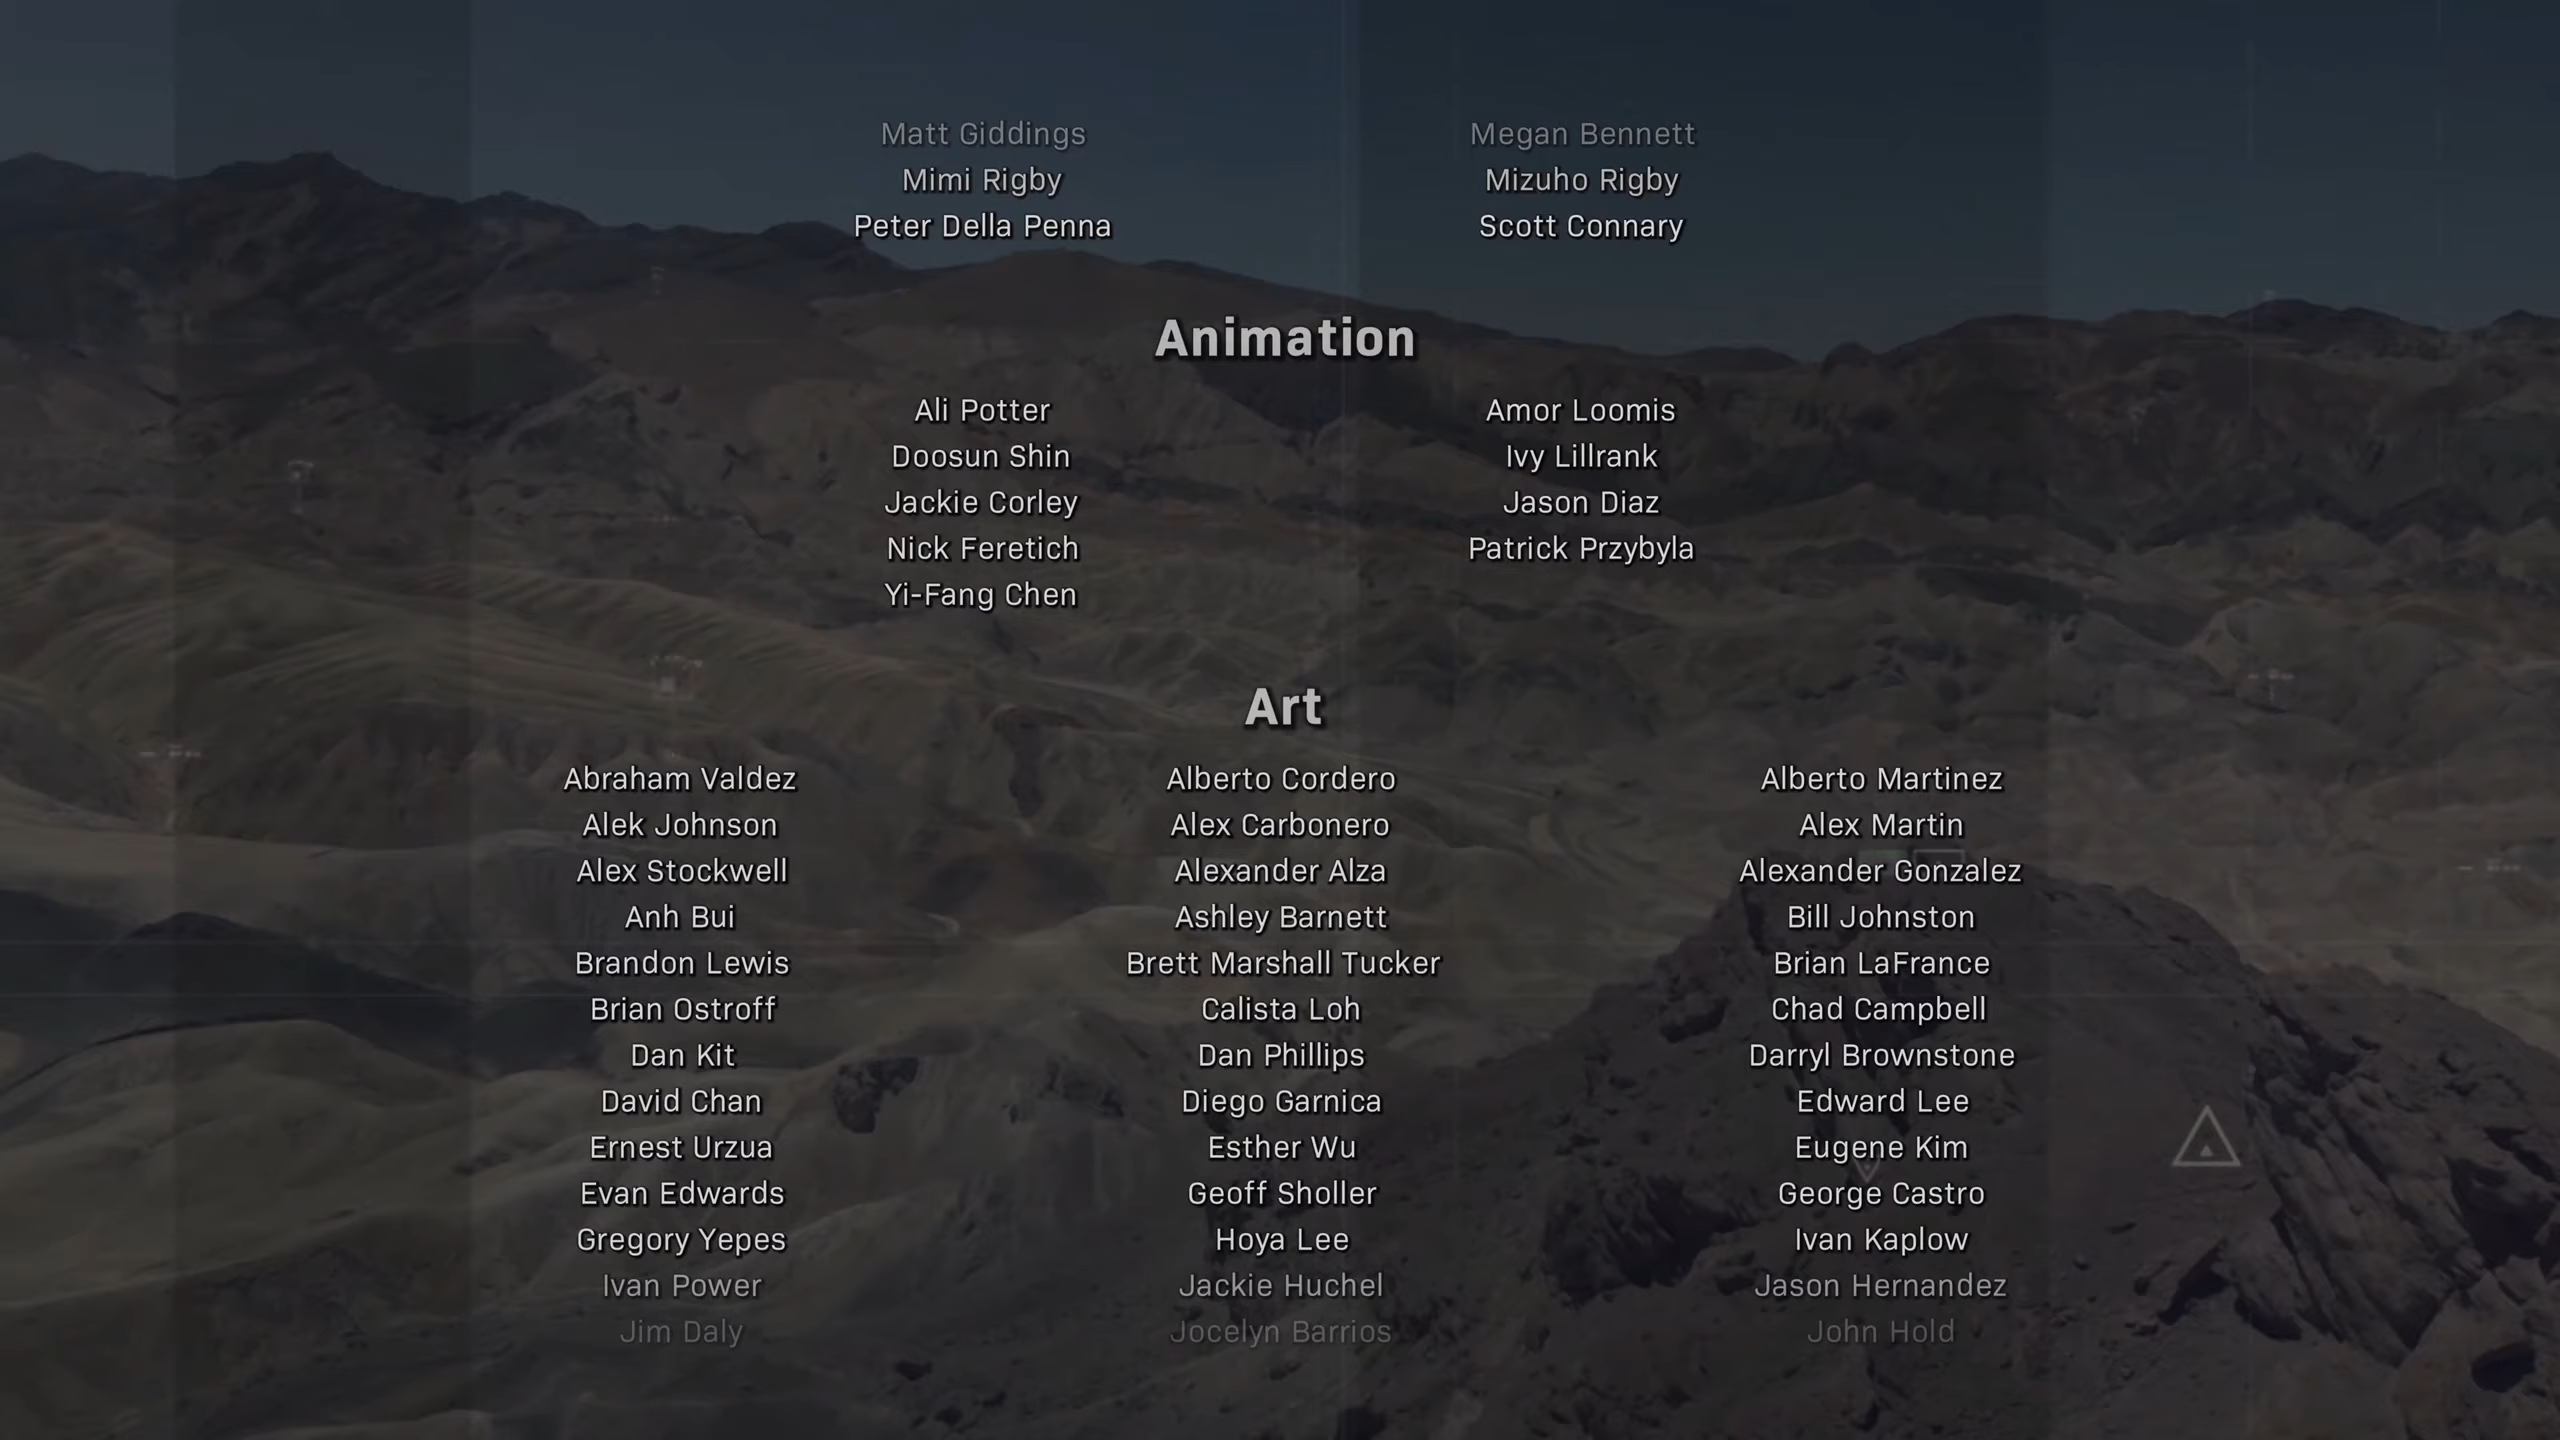 Matt Giddings Megan Bennett
Mimi Rigby Mizuho Rigby
Peter Della Penna Scott Connary
Animation
Ali Potter Amor Loomis
Doosun Shin Ivy Lillrank
Jackie Corley Jason Diaz
Nick Feretich Patrick Przybyla
Yi-Fang Chen
Art
Abraham Valdez Alberto Cordero Alberto Martinez
Alek Johnson Alex Carbonero Alex Martin
Alex Stockwell Alexander Alza Alexander Gonzalez
Anh Bui Ashley Barnett Bill Johnston
Brandon Lewis Brett Marshall Tucker Brian LaFrance
Brian Ostroff Calista Loh Chad Campbell
Dan Kit Dan Phillips Darryl Brownstone
David Chan Diego Garnica Edward Lee
Ernest Urzua Esther Wu Eugene Kim
Evan Edwards Geoff Sholler George Castro
Gregory Yepes Hoya Lee Ivan Kaplow
Ivan Power Jackie Huchel Jason Hernandez
Jim Daly Jocelyn Barrios John Hold